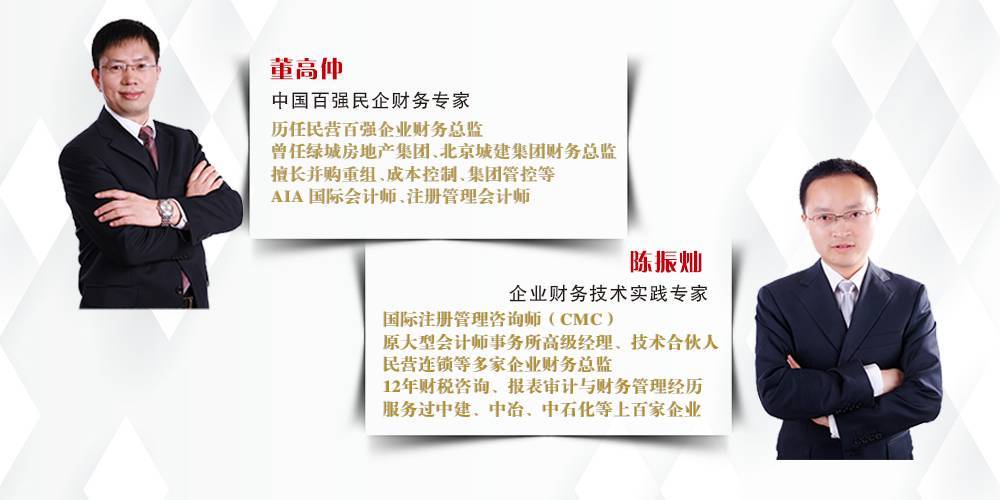 董高仲
中国百强民企财务专家
历任民营百强企业财务总监
曾任绿城房地产集团、北京城建集团财务总监
擅长并购重组、成本控制、集团管控等
AIA 国际会计师、注册管理会计师
陈振灿
企业财务技术实践专家
国际注册管理咨询师（CMC）
原大型会计师事务所高级经理、技术合伙人
民营连锁等多家企业财务总监
12年财税咨询、报表审计与财务管理经历
服务过中建、中冶、中石化等上百家企业